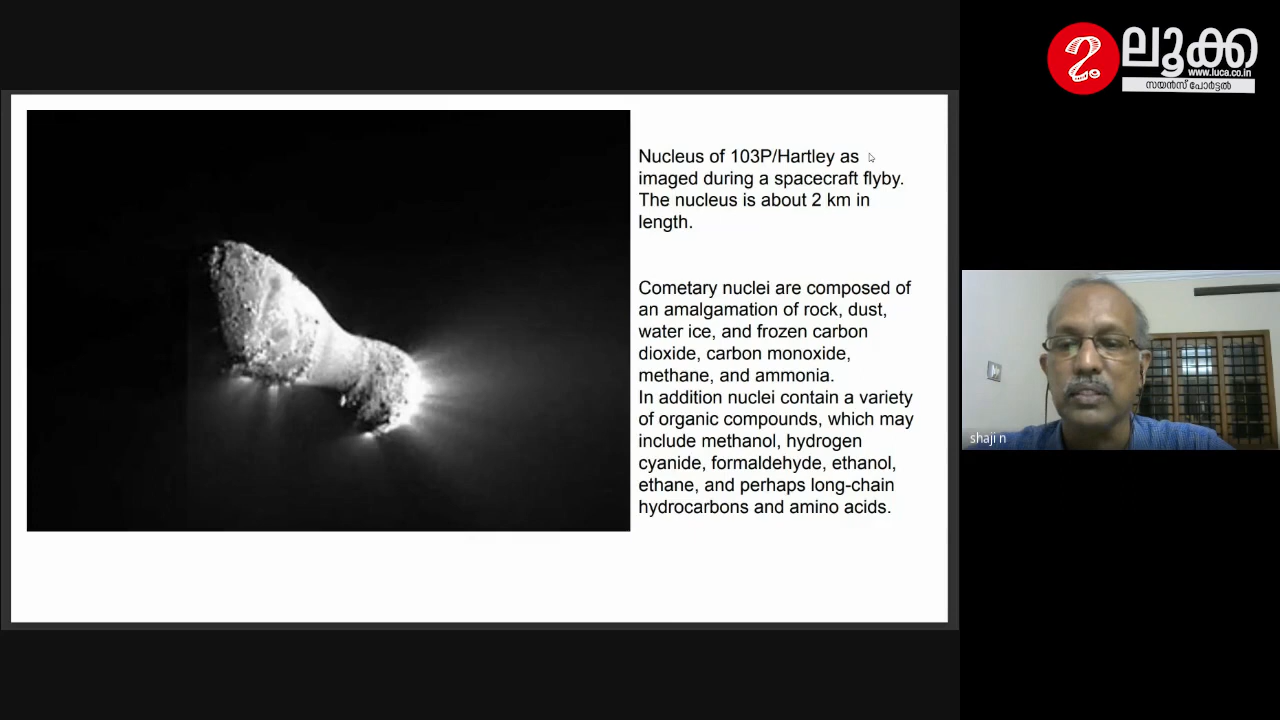 Nucleus of 103P/Hartley as
imaged during a spacecraft flyby.
The nucleus is about 2 km in
length.
Cometary nuclei are composed of
an amalgamation of rock, dust,
water ice, and frozen carbon
dioxide, carbon monoxide,
methane, and ammonia.
In addition nuclei contain a variety
of organic compounds, which may
include methanol, hydrogen
cyanide, formaldehyde, ethanol,
ethane, and perhaps long-chain
hydrocarbons and amino acids.
ലൂക്ക
www.luca.co.in
സയൻസ് പോർട്ടൽ
shaji n